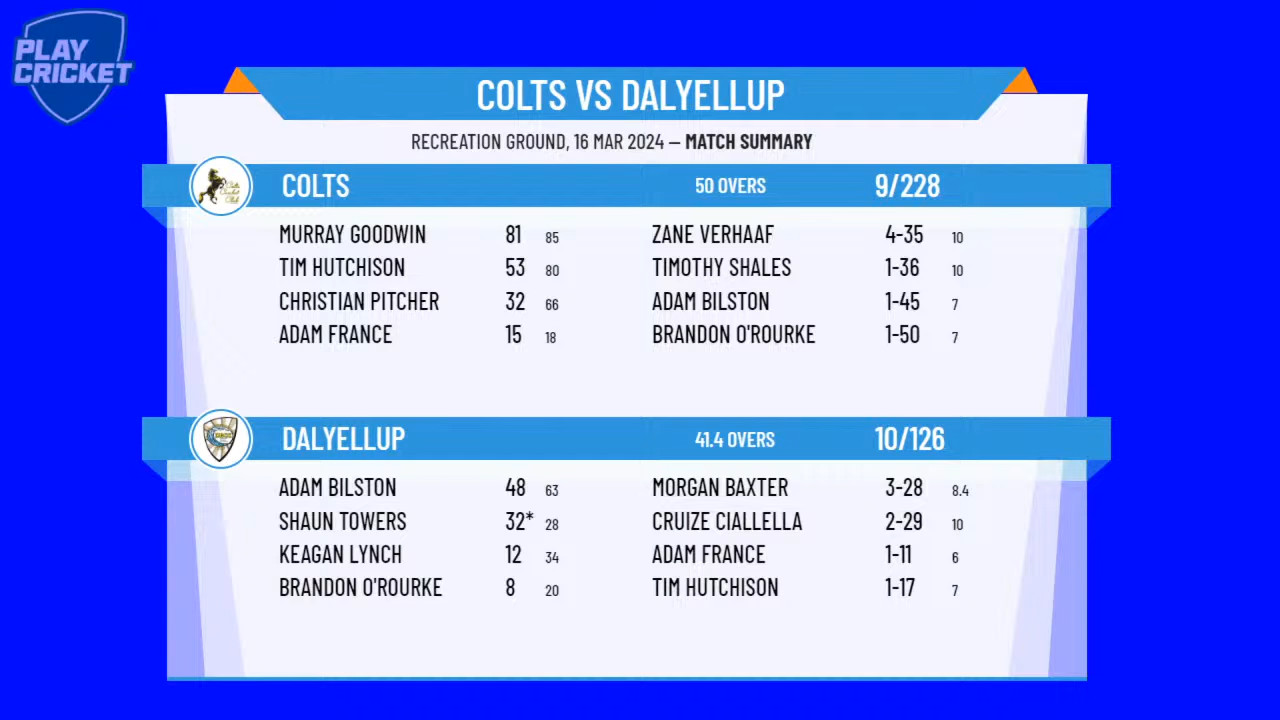 PLAY
CRICKET
COLTS VS DALYELLUP
RECREATION GROUND, 16 MAR 2024 – MATCH SUMMARY
COLTS 50 OVERS 9/228
MURRAY GOODWIN 81 85 ZANE VERHAAF 4-35 10
TIM HUTCHISON 53 80 TIMOTHY SHALES 1-36 10
CHRISTIAN PITCHER 32 66 ADAM BILSTON 1-45 7
ADAM FRANCE 15 18 BRANDON O'ROURKE 1-50 7
DALYELLUP 41.4 OVERS 10/126
ADAM BILSTON 48 63 MORGAN BAXTER 3-28 8.4
SHAUN TOWERS 32* 28 CRUIZE CIALLELLA 2-29 10
KEAGAN LYNCH 12 34 ADAM FRANCE 1-11 6
BRANDON O'ROURKE 8 20 TIM HUTCHISON 1-17 7